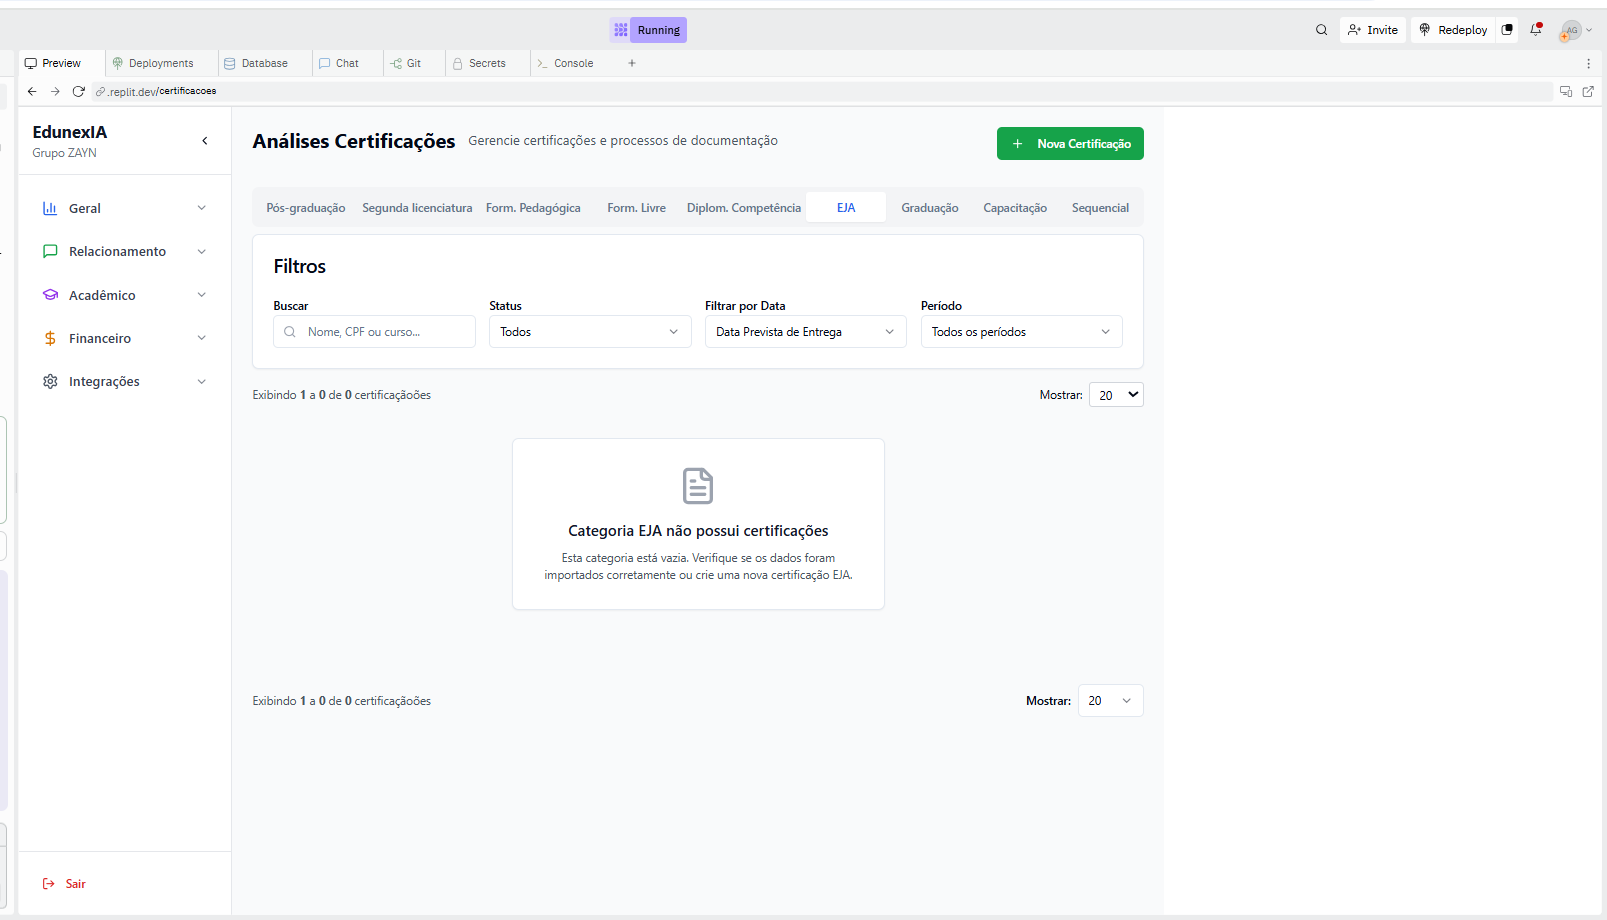 Running
Invite
Redeploy
AG
Preview
Deployments
Database
Chat
Git
Secrets
Console
.replit.dev/certificacoes
EdunexIA
Grupo ZAYN
Geral
Relacionamento
Acadêmico
Financeiro
Integrações
Sair
Análises Certificações
Gerencie certificações e processos de documentação
+ Nova Certificação
Pós-graduação
Segunda licenciatura
Form. Pedagógica
Form. Livre
Diplom. Competência
EJA
Graduação
Capacitação
Sequencial
Filtros
Buscar
Nome, CPF ou curso...
Status
Todos
Filtrar por Data
Data Prevista de Entrega
Período
Todos os períodos
Exibindo 1 a 0 de 0 certificaçãoões
Mostrar: 20
Categoria EJA não possui certificações
Esta categoria está vazia. Verifique se os dados foram
importados corretamente ou crie uma nova certificação EJA.
Exibindo 1 a 0 de 0 certificaçãoões
Mostrar: 20